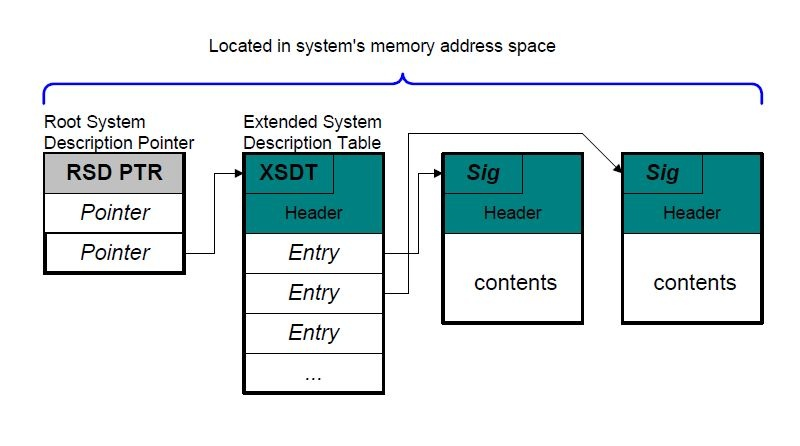 Located in system's memory address space
Root System
Description Pointer
RSD PTR
Pointer
Pointer
Extended System
Description Table
XSDT
Header
Entry
Entry
Entry
...
Sig
Header
contents
Sig
Header
contents